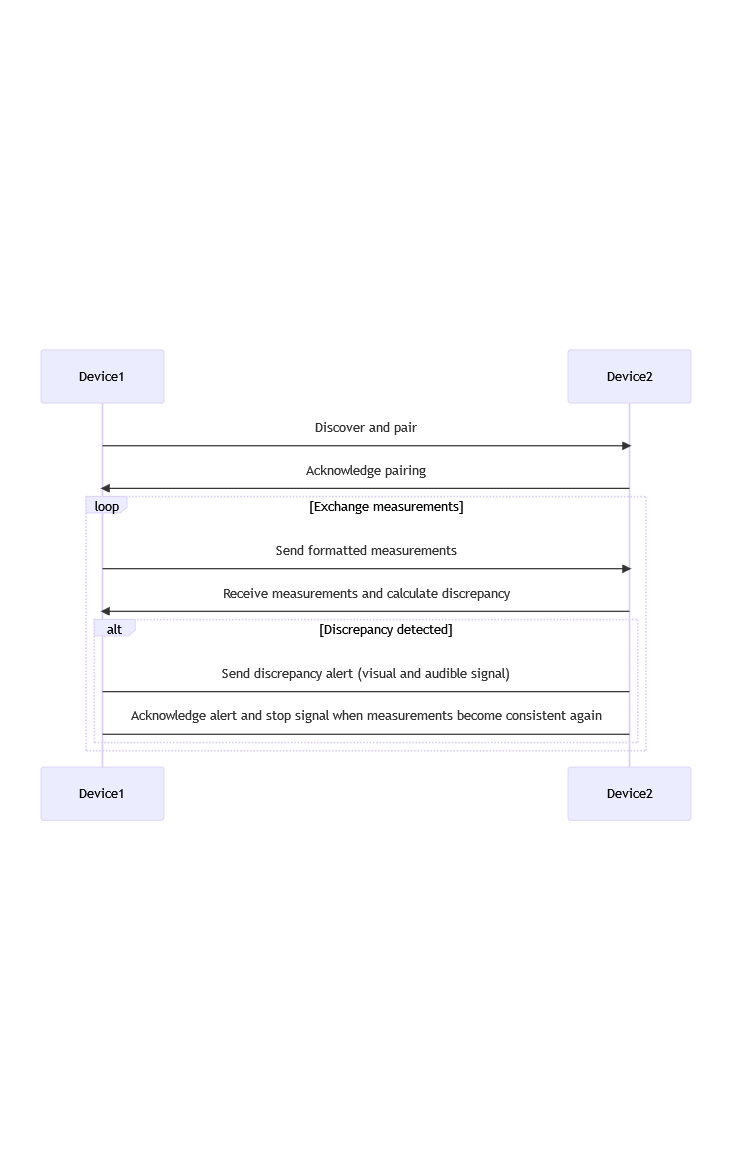 Device1
Device2
Discover and pair
Acknowledge pairing
loop
[Exchange measurements]
Send formatted measurements
Receive measurements and calculate discrepancy
alt
[Discrepancy detected]
Send discrepancy alert (visual and audible signal)
Acknowledge alert and stop signal when measurements become consistent again
Device1
Device2